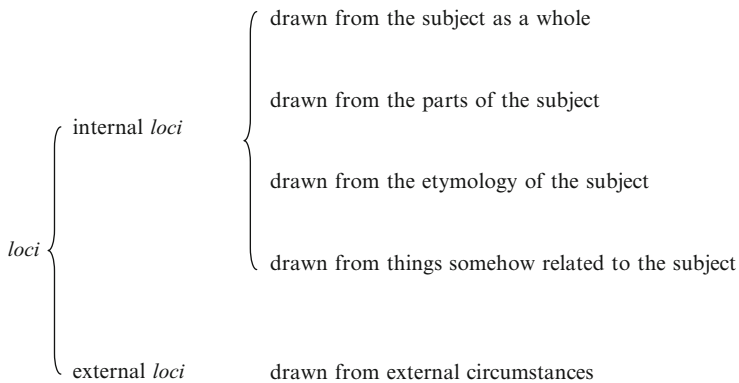 drawn from the subject as a whole
drawn from the parts of the subject
internal loci
drawn from the etymology of the subject
loci
drawn from things somehow related to the subject
external loci drawn from external circumstances